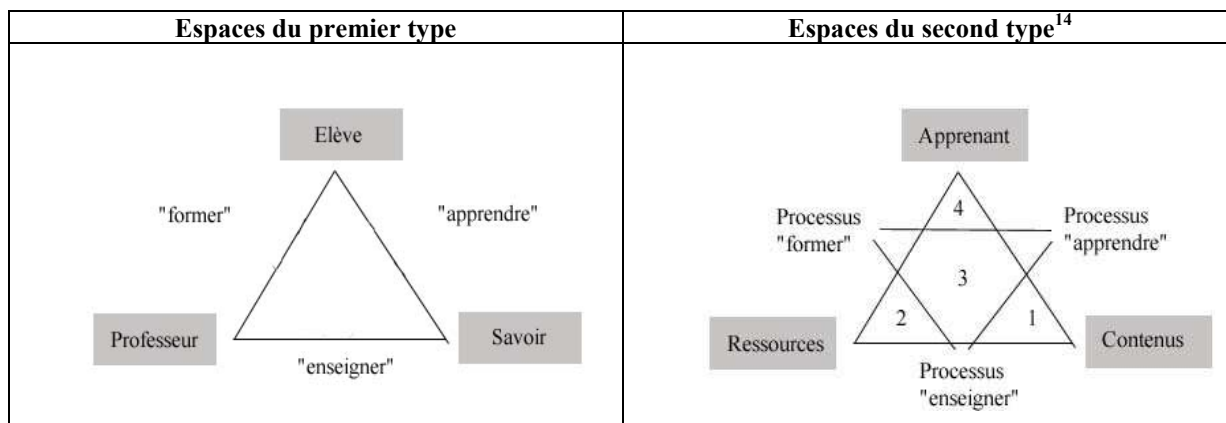 Espaces du premier type
Espaces du second type14
Elève
"former"
"apprendre"
Professeur
Savoir
"enseigner"
Apprenant
4
Processus
"former"
Processus
"apprendre"
3
2
1
Ressources
Contenus
Processus
"enseigner"